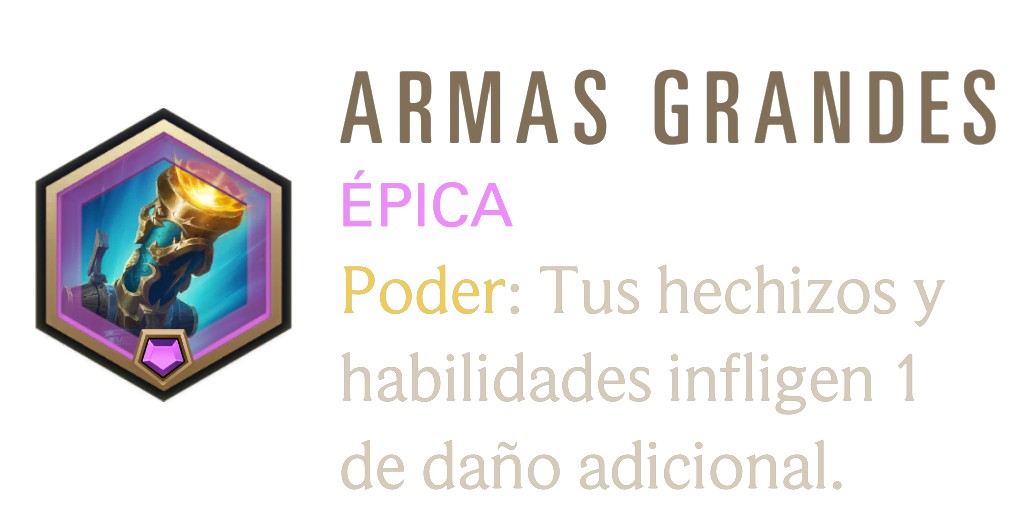 ARMAS GRANDES
ÉPICA
Poder: Tus hechizos y
habilidades infligen 1
de daño adicional.